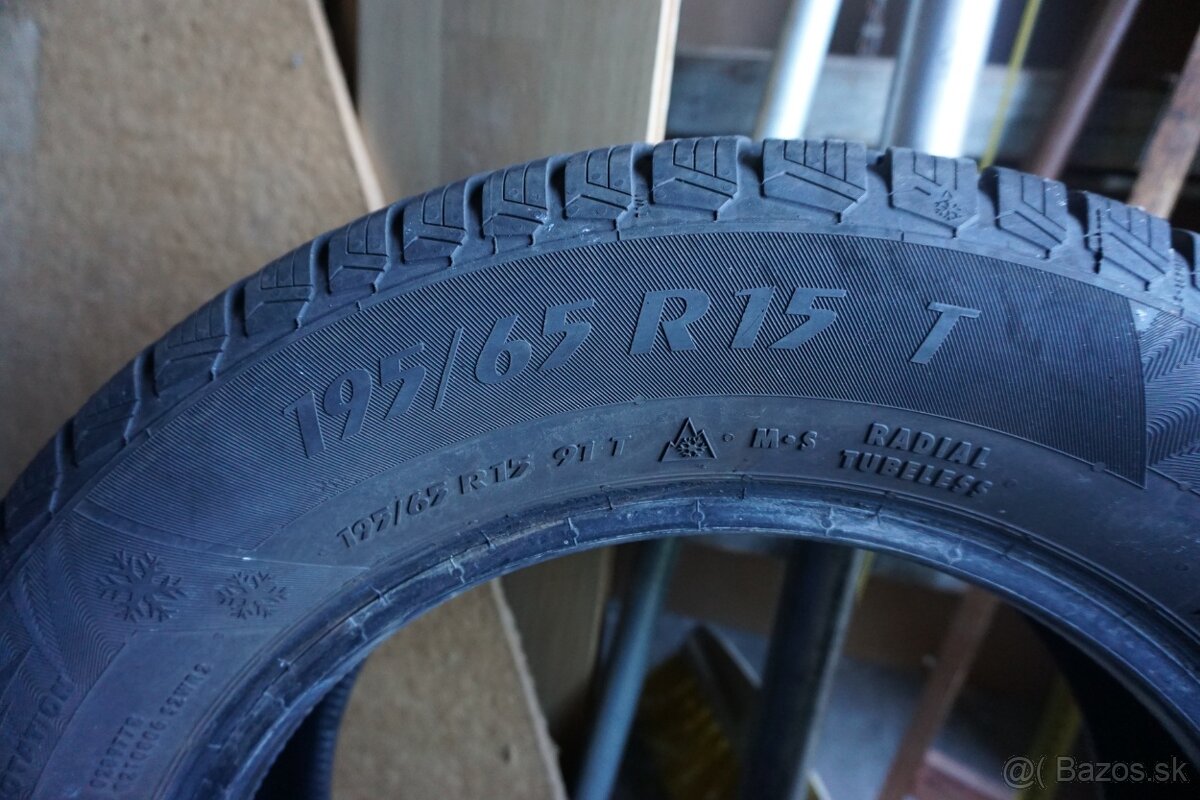 195/65 R15 T
195/65 R15 91 T M•S RADIAL
TUBELESS
@( Bazos.sk